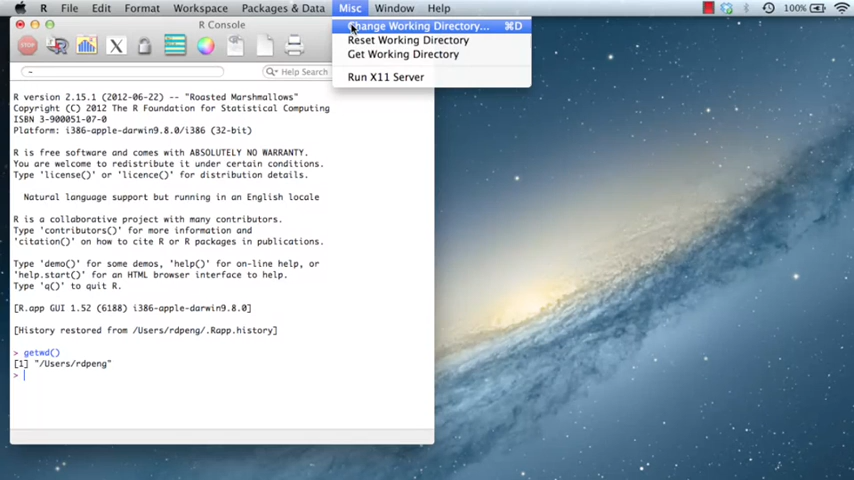 R File Edit Format Workspace Packages & Data Misc Window Help 100%
R Console
Change Working Directory... ⌘D
Reset Working Directory
Get Working Directory
Run X11 Server
STOP
~
Help Search
R version 2.15.1 (2012-06-22) -- "Roasted Marshmallows"
Copyright (C) 2012 The R Foundation for Statistical Computing
ISBN 3-900051-07-0
Platform: i386-apple-darwin9.8.0/i386 (32-bit)
R is free software and comes with ABSOLUTELY NO WARRANTY.
You are welcome to redistribute it under certain conditions.
Type 'license()' or 'licence()' for distribution details.
Natural language support but running in an English locale
R is a collaborative project with many contributors.
Type 'contributors()' for more information and
'citation()' on how to cite R or R packages in publications.
Type 'demo()' for some demos, 'help()' for on-line help, or
'help.start()' for an HTML browser interface to help.
Type 'q()' to quit R.
[R.app GUI 1.52 (6188) i386-apple-darwin9.8.0]
[History restored from /Users/rdpeng/.Rapp.history]
> getwd()
[1] "/Users/rdpeng"
>